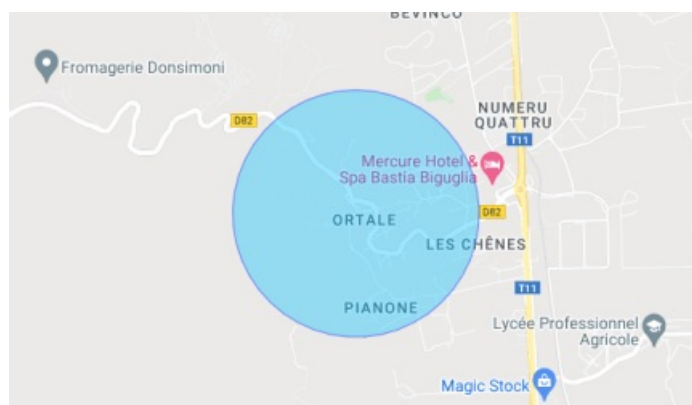 BEVINCO
Fromagerie Donsimoni
D82
NUMERU
QUATTRU
T11
Mercure Hotel &
Spa Bastia Biguglia
ORTALE
D82
LES CHÊNES
T11
PIANONE
Lycée Professionnel
Agricole
Magic Stock